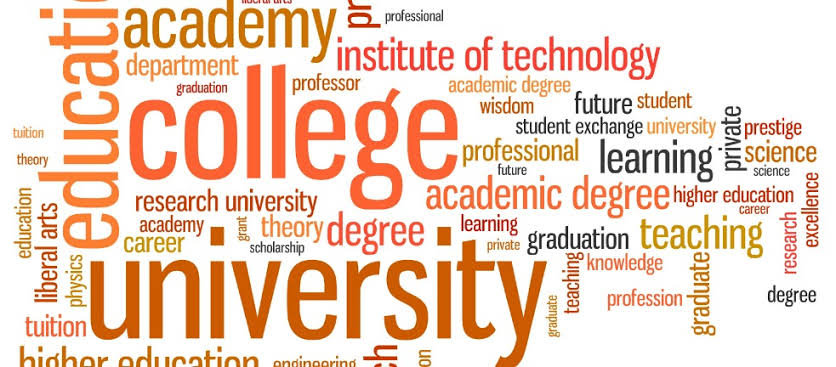 liberal arts
academy
professional
institute of technology
department
professor
graduation
academic degree
wisdom
future
student
college
student exchange
university
private
prestige
tuition
theory
professional
learning
science
future
science
academic degree
higher education
career
education
research university
academy
career
grant
theory
scholarship
degree
learning
private
graduation
teaching
research
excellence
education
liberal arts
physics
university
teaching
knowledge
graduate
profession
degree
graduate
tuition
higher education
engineering